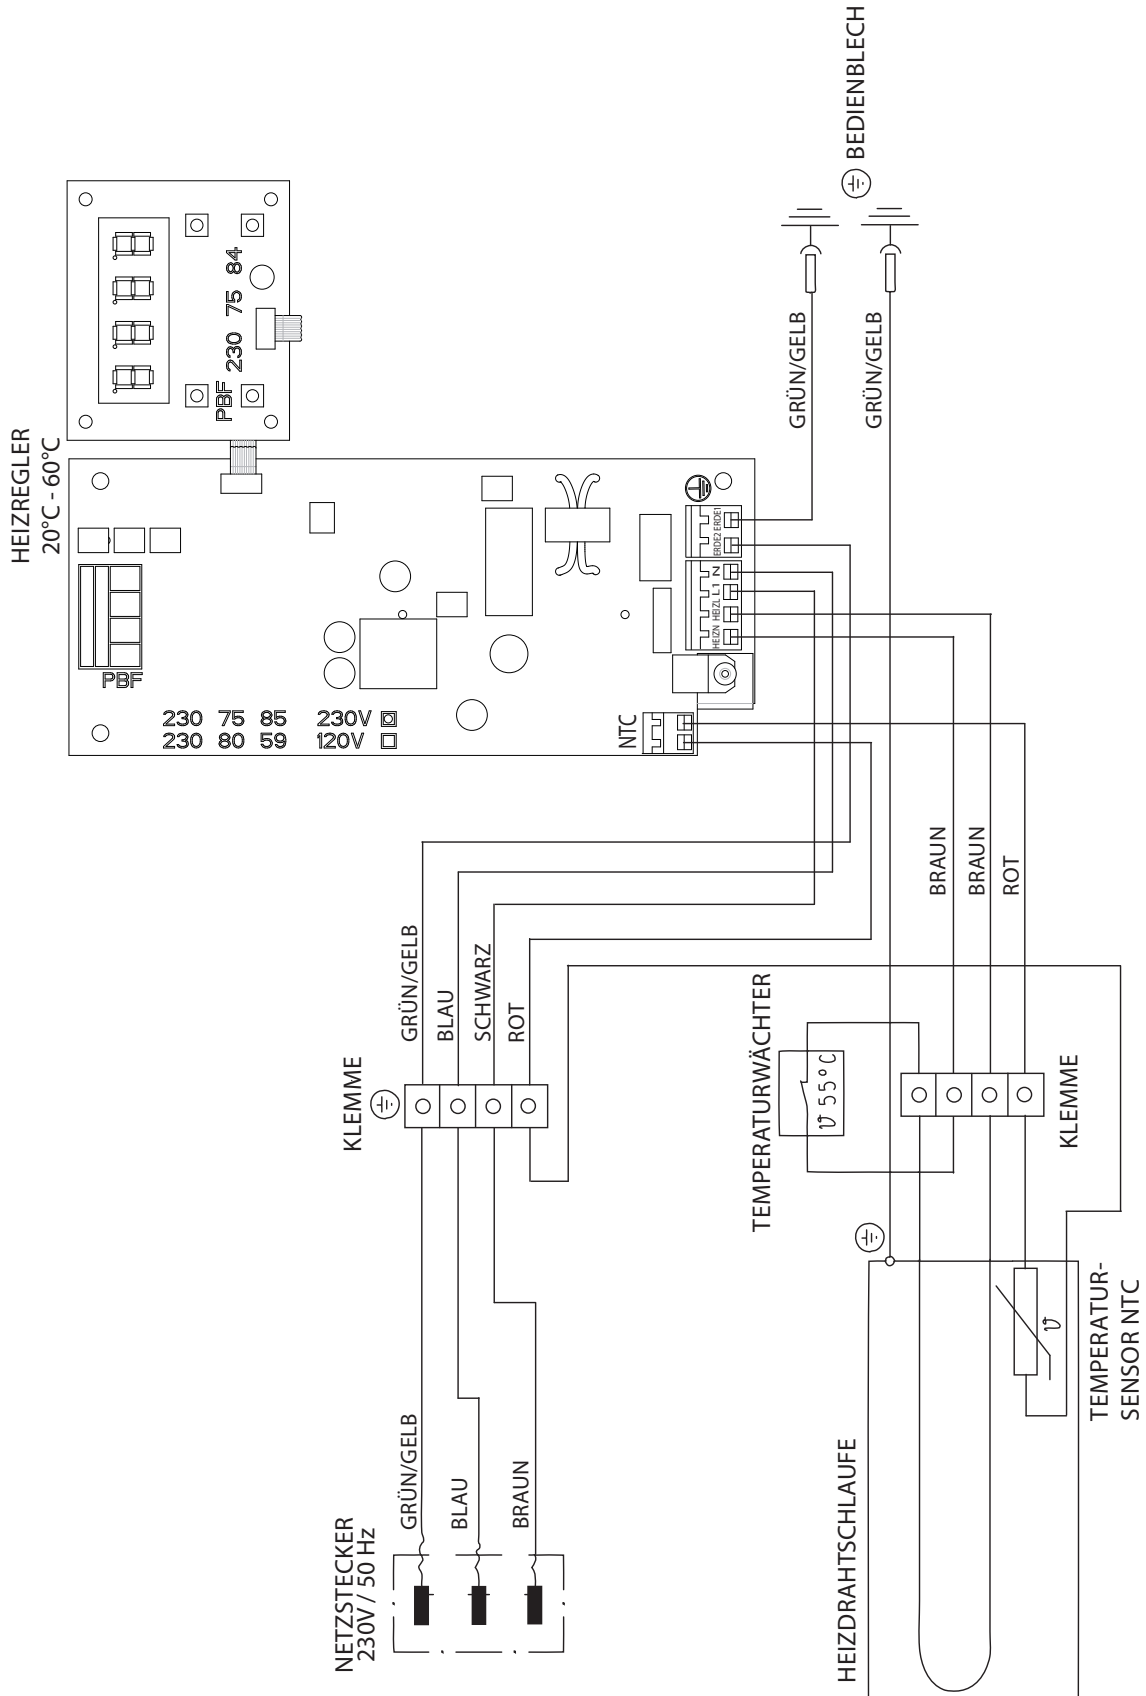 HEIZREGLER
20°C - 60°C
PBF 230 75 84
PBF
230 75 85 230V
230 80 59 120V
NTC
HEIZN
HEIZL
L1
N
ERDE2
ERDE1
GRÜN/GELB
GRÜN/GELB
BEDIENBLECH
KLEMME
GRÜN/GELB
BLAU
SCHWARZ
ROT
BRAUN
BRAUN
ROT
TEMPERATURWÄCHTER
ϑ 55°C
KLEMME
NETZSTECKER
230V / 50 Hz
GRÜN/GELB
BLAU
BRAUN
HEIZDRAHTSCHLAUFE
ϑ
TEMPERATUR-
SENSOR NTC